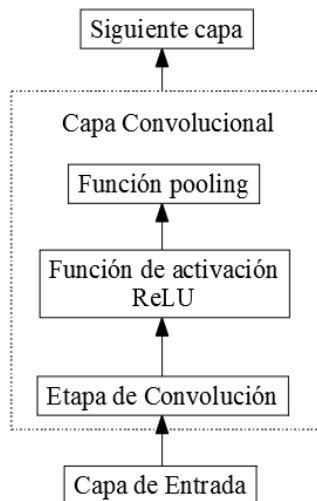 Siguiente capa
Capa Convolucional
Función pooling
Función de activación
ReLU
Etapa de Convolución
Capa de Entrada